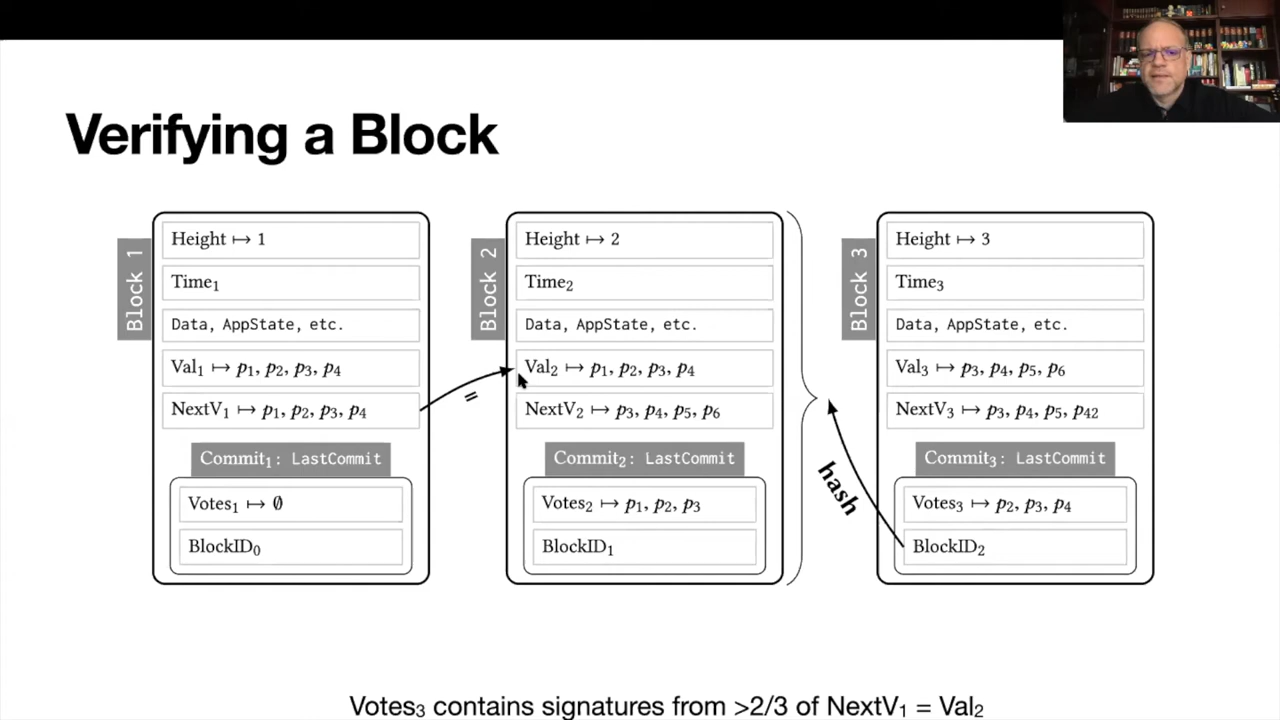 Verifying a Block
Block 1
Height ↦ 1
Time₁
Data, AppState, etc.
Val₁ ↦ p₁, p₂, p₃, p₄
NextV₁ ↦ p₁, p₂, p₃, p₄
Commit₁: LastCommit
Votes₁ ↦ ∅
BlockID₀
=
Block 2
Height ↦ 2
Time₂
Data, AppState, etc.
Val₂ ↦ p₁, p₂, p₃, p₄
NextV₂ ↦ p₃, p₄, p₅, p₆
Commit₂: LastCommit
Votes₂ ↦ p₁, p₂, p₃
BlockID₁
hash
Block 3
Height ↦ 3
Time₃
Data, AppState, etc.
Val₃ ↦ p₃, p₄, p₅, p₆
NextV₃ ↦ p₃, p₄, p₅, p₄₂
Commit₃: LastCommit
Votes₃ ↦ p₂, p₃, p₄
BlockID₂
Votes₃ contains signatures from >2/3 of NextV₁ = Val₂